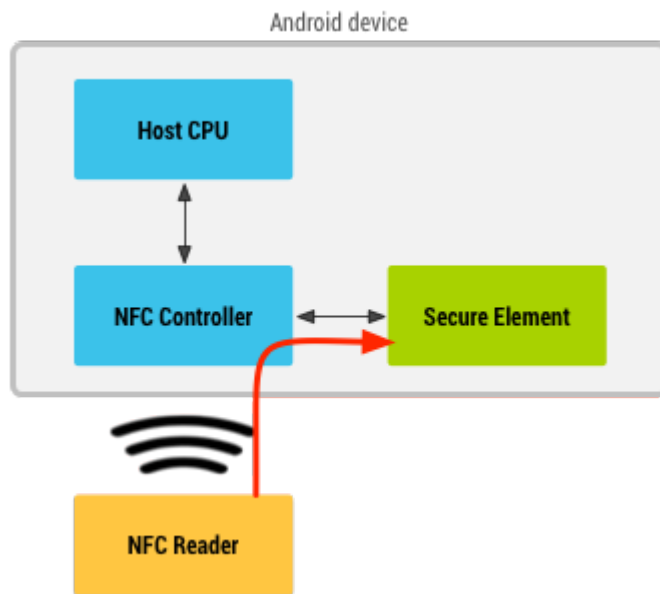 Android device
Host CPU
NFC Controller
Secure Element
NFC Reader